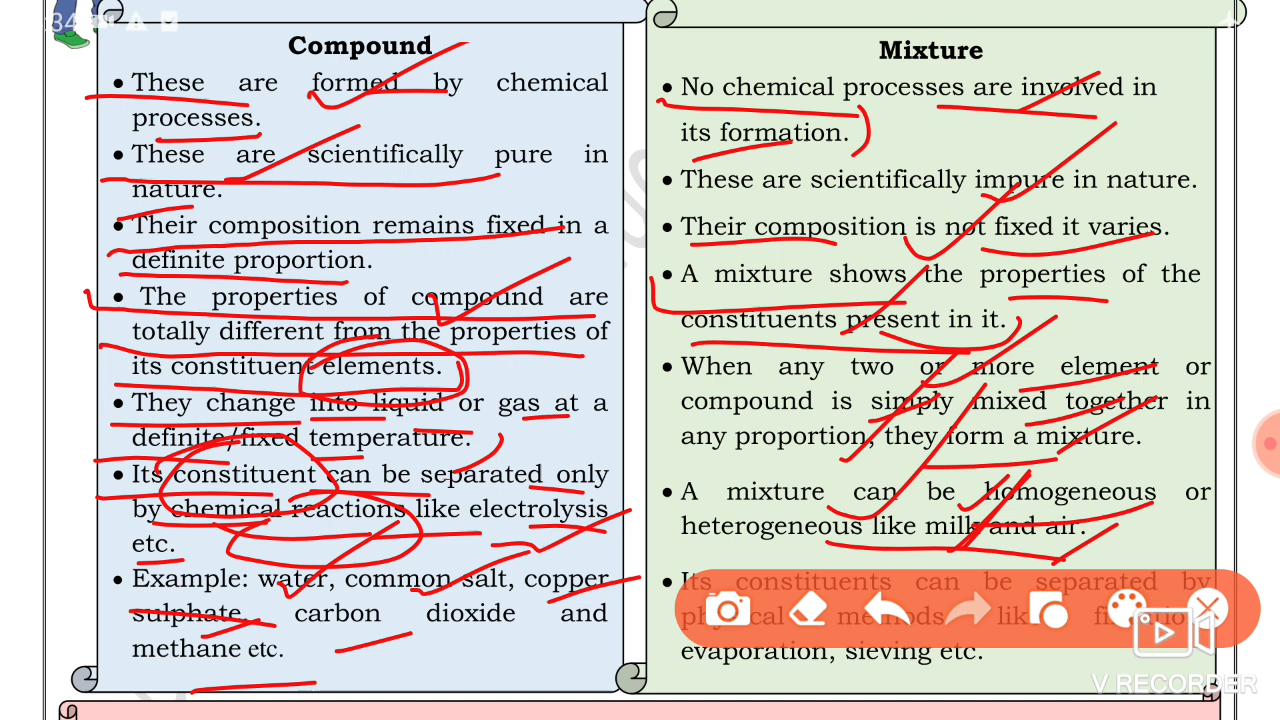 :34
Compound
• These are formed by chemical
processes.
• These are scientifically pure in
nature.
• Their composition remains fixed in a
definite proportion.
• The properties of compound are
totally different from the properties of
its constituent elements.
• They change into liquid or gas at a
definite/fixed temperature.
• Its constituent can be separated only
by chemical reactions like electrolysis
etc.
• Example: water, common salt, copper
sulphate, carbon dioxide and
methane etc.
Mixture
• No chemical processes are involved in
its formation.
• These are scientifically impure in nature.
• Their composition is not fixed it varies.
• A mixture shows the properties of the
constituents present in it.
• When any two or more element or
compound is simply mixed together in
any proportion, they form a mixture.
• A mixture can be homogeneous or
heterogeneous like milk and air.
• Its constituents can be separated by
methods
evaporation, sieving etc.
V RECORDER